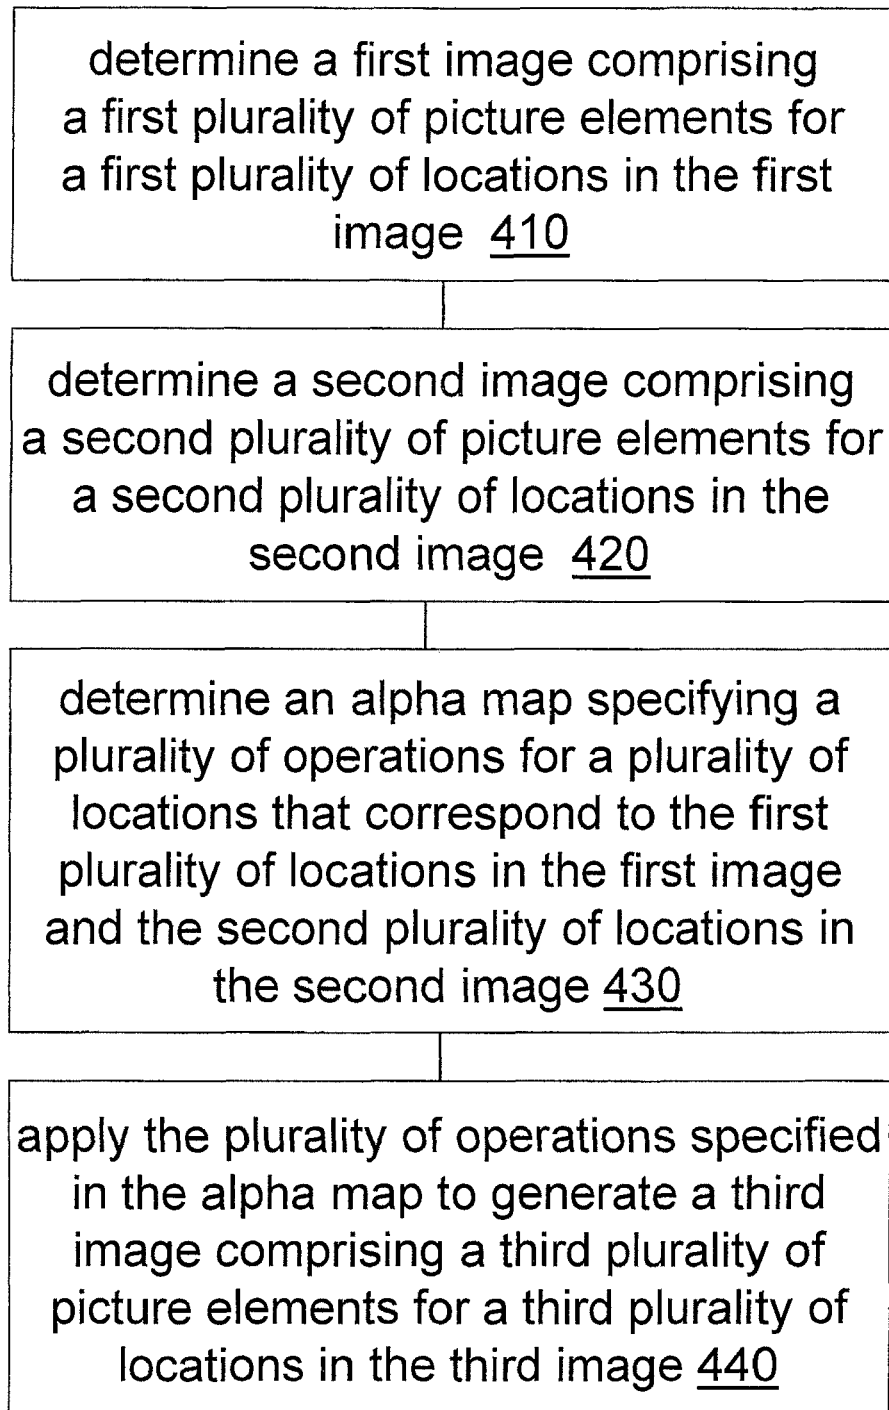 determine a first image comprising
a first plurality of picture elements for
a first plurality of locations in the first
image 410
determine a second image comprising
a second plurality of picture elements for
a second plurality of locations in the
second image 420
determine an alpha map specifying a
plurality of operations for a plurality of
locations that correspond to the first
plurality of locations in the first image
and the second plurality of locations in
the second image 430
apply the plurality of operations specified
in the alpha map to generate a third
image comprising a third plurality of
picture elements for a third plurality of
locations in the third image 440